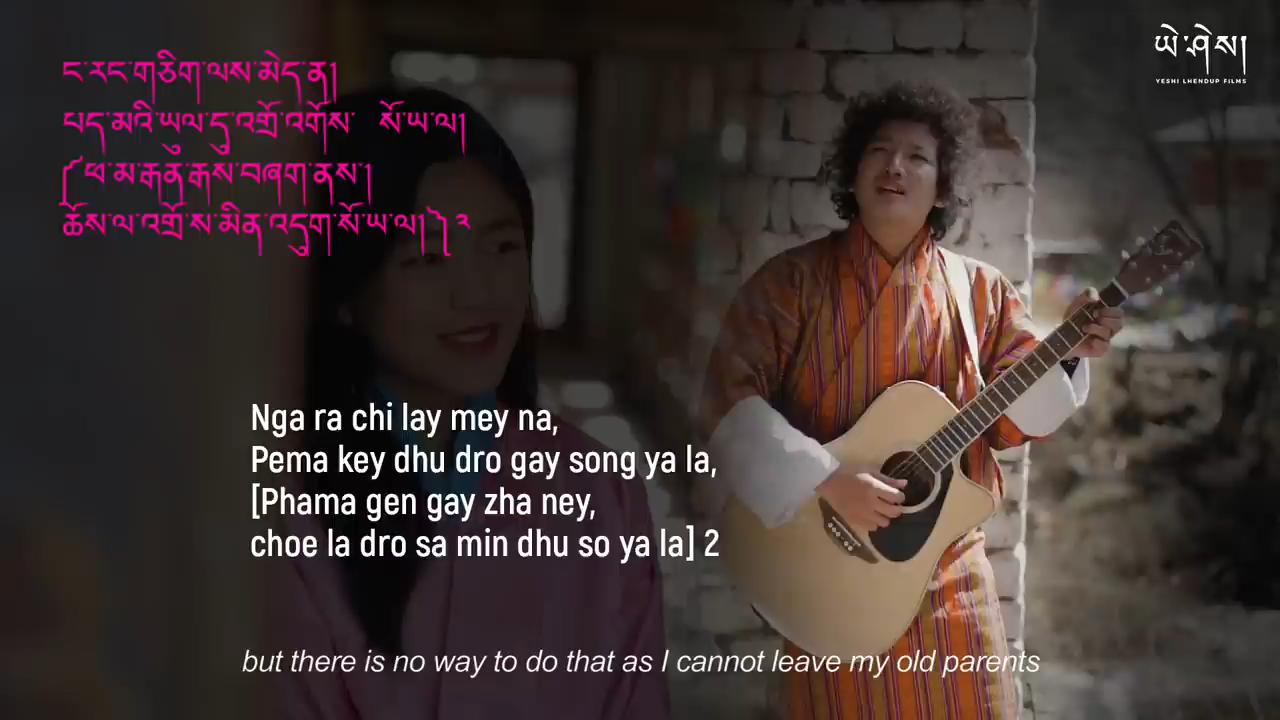 ང་རང་གཅིག་ལས་མེད་ན།
པད་མའི་ཡུལ་དུ་འགྲོ་འགོས་ སོ་ཡ་ལ།
༼ཕ་མ་རྒན་རྒས་བཞག་ནས་།
ཆོས་ལ་འགྲོ་ས་མིན་འདུག་སོ་ཡ་ལ།༽༢
ཡེ་ཤེས།
YESHI LHENDUP FILMS
Nga ra chi lay mey na,
Pema key dhu dro gay song ya la,
[Phama gen gay zha ney,
choe la dro sa min dhu so ya la] 2
but there is no way to do that as I cannot leave my old parents